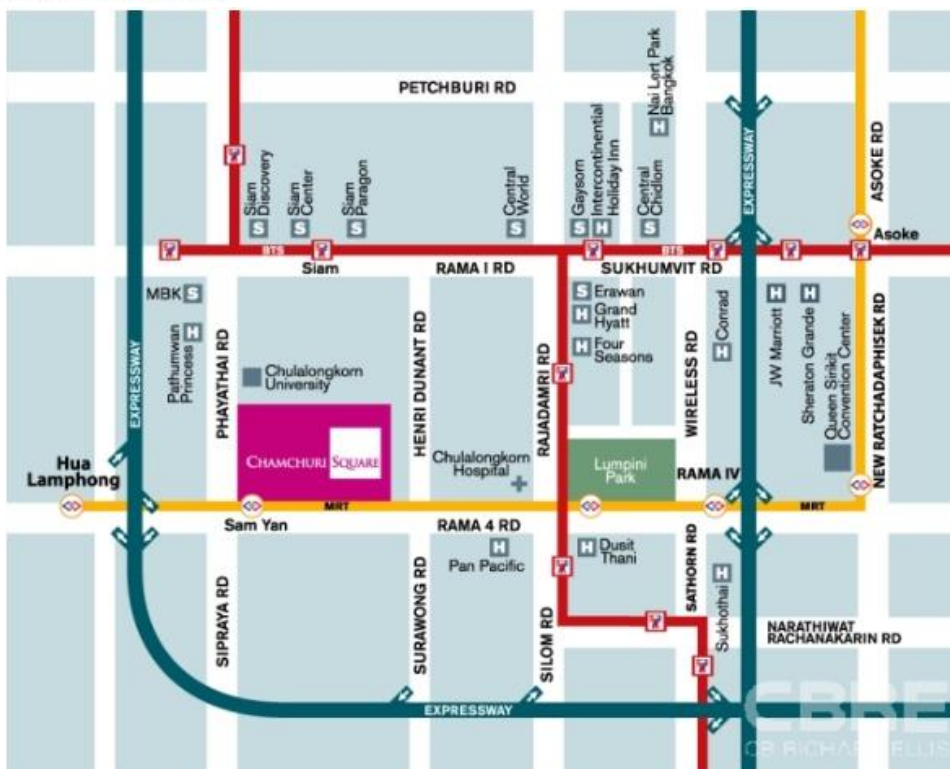 PETCHBURI RD
Nai Lert Park
Bangkok
H
EXPRESSWAY
ASOKE RD
Siam
Discovery
S
Siam
Center
S
Siam
Paragon
S
Central
World
S
Gaysorn
S
Intercontinental
Holiday Inn
H
Central
Chidlom
S
Asoke
BTS
BTS
Siam
RAMA I RD
SUKHUMVIT RD
MBK S
Pathumwan
Princess
H
EXPRESSWAY
PHAYATHAI RD
Chulalongkorn
University
HENRI DUNANT RD
RAJADAMRI RD
S Erawan
H Grand
Hyatt
H Four
Seasons
WIRELESS RD
Conrad
H
JW Marriott
H
Sheraton Grande
H
Queen Sirikit
Convention Center
NEW RATCHADAPHISEK RD
CHAMCHURI SQUARE
Chulalongkorn
Hospital
Lumpini
Park
RAMA IV
Hua
Lamphong
MRT
MRT
Sam Yan
RAMA 4 RD
H
Pan Pacific
H Dusit
Thani
SATHORN RD
H
Sukhothai
SIPRAYA RD
SURAWONG RD
SILOM RD
NARATHIWAT
RACHANAKARIN RD
EXPRESSWAY
CBRE
CB RICHARD ELLIS